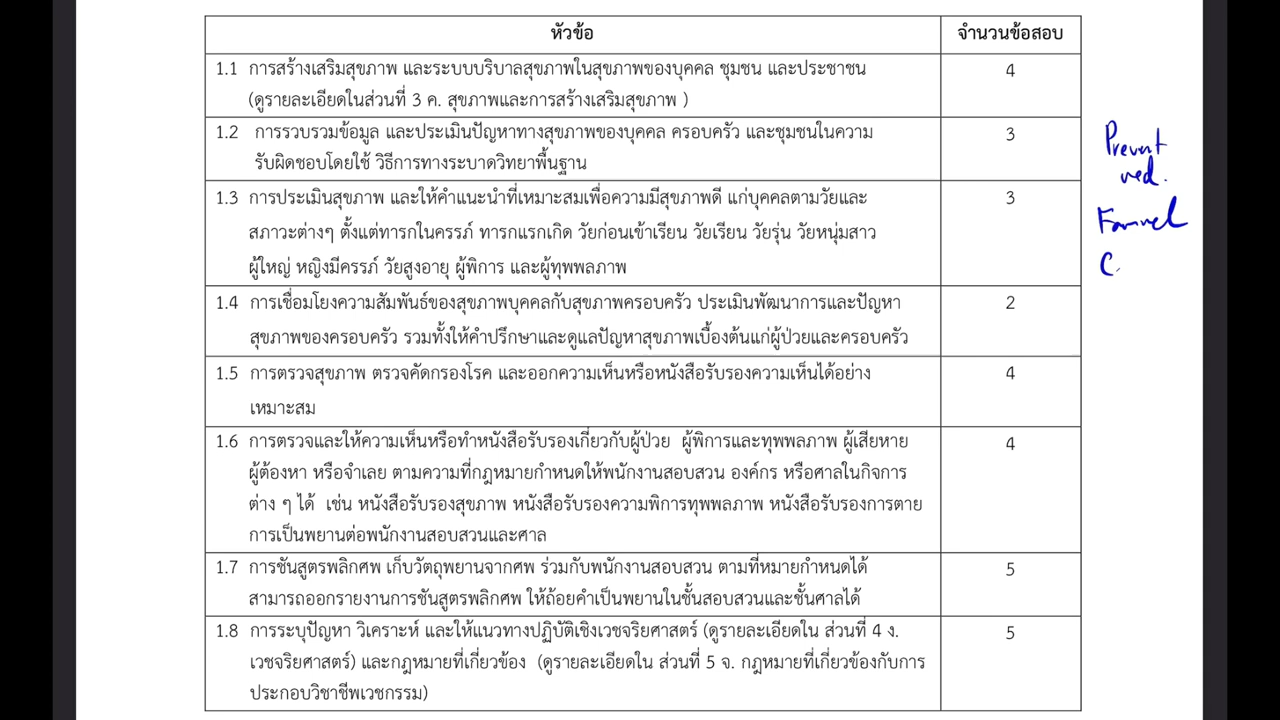 หัวข้อ จำนวนข้อสอบ
1.1 การสร้างเสริมสุขภาพ และระบบบริบาลสุขภาพในสุขภาพของบุคคล ชุมชน และประชาชน 4
(ดูรายละเอียดในส่วนที่ 3 ค. สุขภาพและการสร้างเสริมสุขภาพ )
1.2 การรวบรวมข้อมูล และประเมินปัญหาทางสุขภาพของบุคคล ครอบครัว และชุมชนในความ 3
รับผิดชอบโดยใช้ วิธีการทางระบาดวิทยาพื้นฐาน
Prevent
med.
1.3 การประเมินสุขภาพ และให้คำแนะนำที่เหมาะสมเพื่อความมีสุขภาพดี แก่บุคคลตามวัยและ 3
สภาวะต่างๆ ตั้งแต่ทารกในครรภ์ ทารกแรกเกิด วัยก่อนเข้าเรียน วัยเรียน วัยรุ่น วัยหนุ่มสาว
ผู้ใหญ่ หญิงมีครรภ์ วัยสูงอายุ ผู้พิการ และผู้ทุพพลภาพ
C
1.4 การเชื่อมโยงความสัมพันธ์ของสุขภาพบุคคลกับสุขภาพครอบครัว ประเมินพัฒนาการและปัญหา 2
สุขภาพของครอบครัว รวมทั้งให้คำปรึกษาและดูแลปัญหาสุขภาพเบื้องต้นแก่ผู้ป่วยและครอบครัว
1.5 การตรวจสุขภาพ ตรวจคัดกรองโรค และออกความเห็นหรือหนังสือรับรองความเห็นได้อย่าง 4
เหมาะสม
1.6 การตรวจและให้ความเห็นหรือทำหนังสือรับรองเกี่ยวกับผู้ป่วย ผู้พิการและทุพพลภาพ ผู้เสียหาย 4
ผู้ต้องหา หรือจำเลย ตามความที่กฎหมายกำหนดให้พนักงานสอบสวน องค์กร หรือศาลในกิจการ
ต่าง ๆ ได้ เช่น หนังสือรับรองสุขภาพ หนังสือรับรองความพิการทุพพลภาพ หนังสือรับรองการตาย
การเป็นพยานต่อพนักงานสอบสวนและศาล
1.7 การชันสูตรพลิกศพ เก็บวัตถุพยานจากศพ ร่วมกับพนักงานสอบสวน ตามที่หมายกำหนดได้ 5
สามารถออกรายงานการชันสูตรพลิกศพ ให้ถ้อยคำเป็นพยานในชั้นสอบสวนและชั้นศาลได้
1.8 การระบุปัญหา วิเคราะห์ และให้แนวทางปฏิบัติเชิงเวชจริยศาสตร์ (ดูรายละเอียดใน ส่วนที่ 4 ง. 5
เวชจริยศาสตร์) และกฎหมายที่เกี่ยวข้อง (ดูรายละเอียดใน ส่วนที่ 5 จ. กฎหมายที่เกี่ยวข้องกับการ
ประกอบวิชาชีพเวชกรรม)